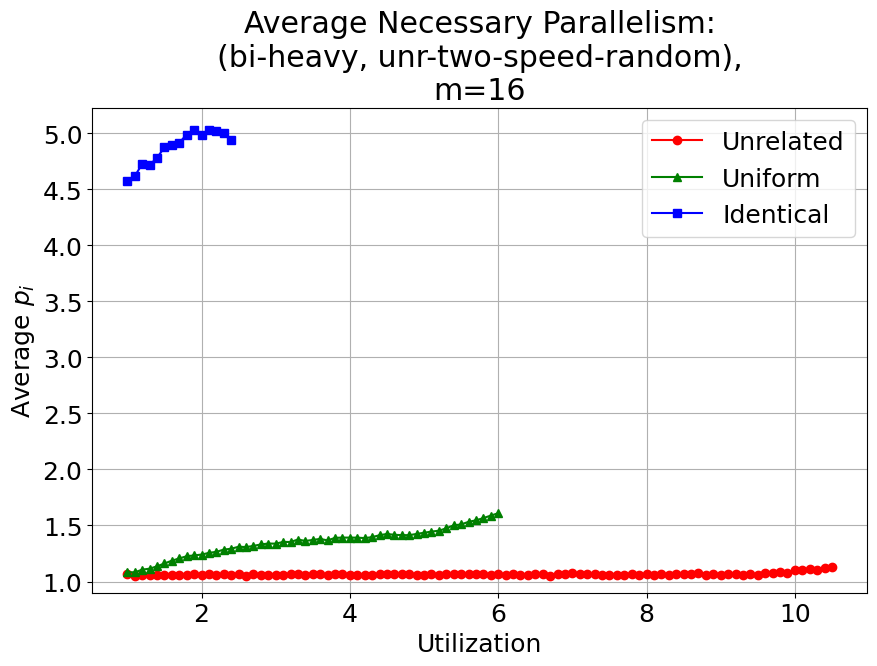 Average Necessary Parallelism:
(bi-heavy, unr-two-speed-random),
m=16
Unrelated
Uniform
Identical
5.0
4.5
4.0
3.5
3.0
2.5
2.0
1.5
1.0
Average pᵢ
2
4
6
8
10
Utilization